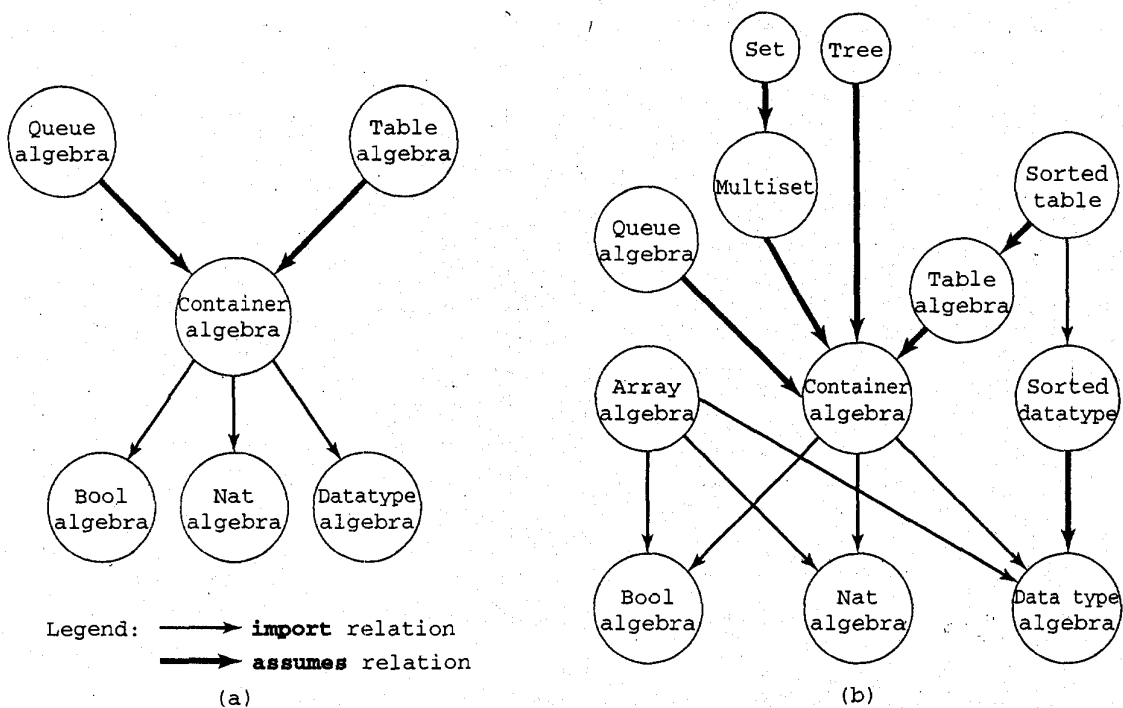 Queue
algebra
Table
algebra
Container
algebra
Bool
algebra
Nat
algebra
Datatype
algebra
Legend:
import relation
assumes relation
(a)
Set
Tree
Multiset
Sorted
table
Queue
algebra
Table
algebra
Array
algebra
Container
algebra
Sorted
datatype
Bool
algebra
Nat
algebra
Data type
algebra
(b)